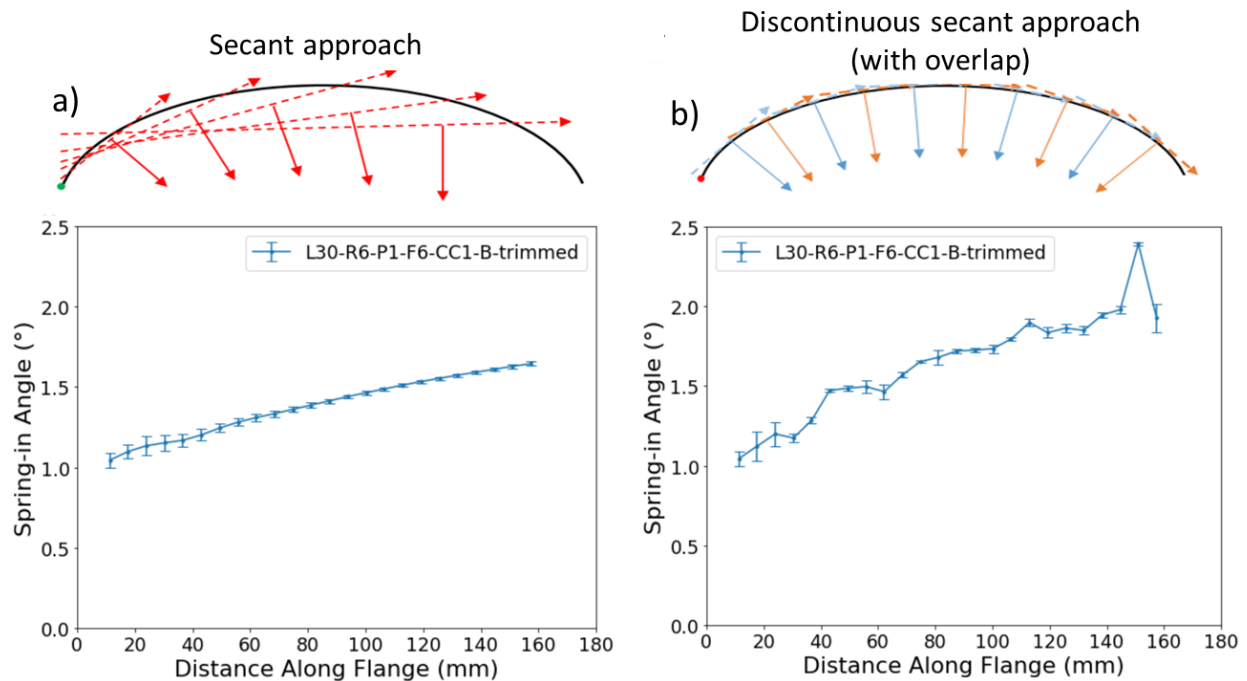 Secant approach
a)
L30-R6-P1-F6-CC1-B-trimmed
2.5
2.0
1.5
1.0
0.5
0.0
Spring-in Angle (°)
0 20 40 60 80 100 120 140 160 180
Distance Along Flange (mm)
Discontinuous secant approach
(with overlap)
b)
L30-R6-P1-F6-CC1-B-trimmed
2.5
2.0
1.5
1.0
0.5
0.0
Spring-in Angle (°)
0 20 40 60 80 100 120 140 160 180
Distance Along Flange (mm)